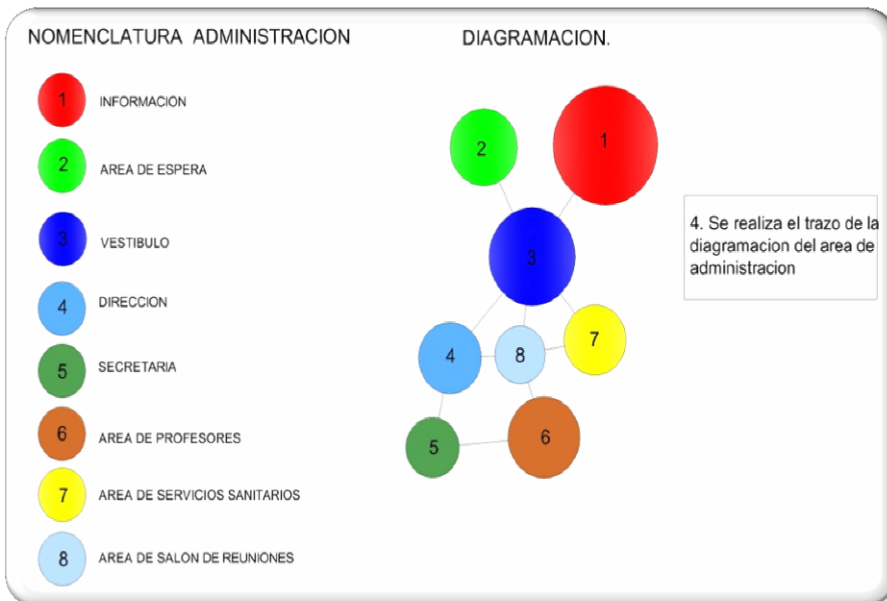 NOMENCLATURA ADMINISTRACION
1 INFORMACION
2 AREA DE ESPERA
3 VESTIBULO
4 DIRECCION
5 SECRETARIA
6 AREA DE PROFESORES
7 AREA DE SERVICIOS SANITARIOS
8 AREA DE SALON DE REUNIONES
DIAGRAMACION.
2
1
3
4
8
7
5
6
4. Se realiza el trazo de la
diagramacion del area de
administracion